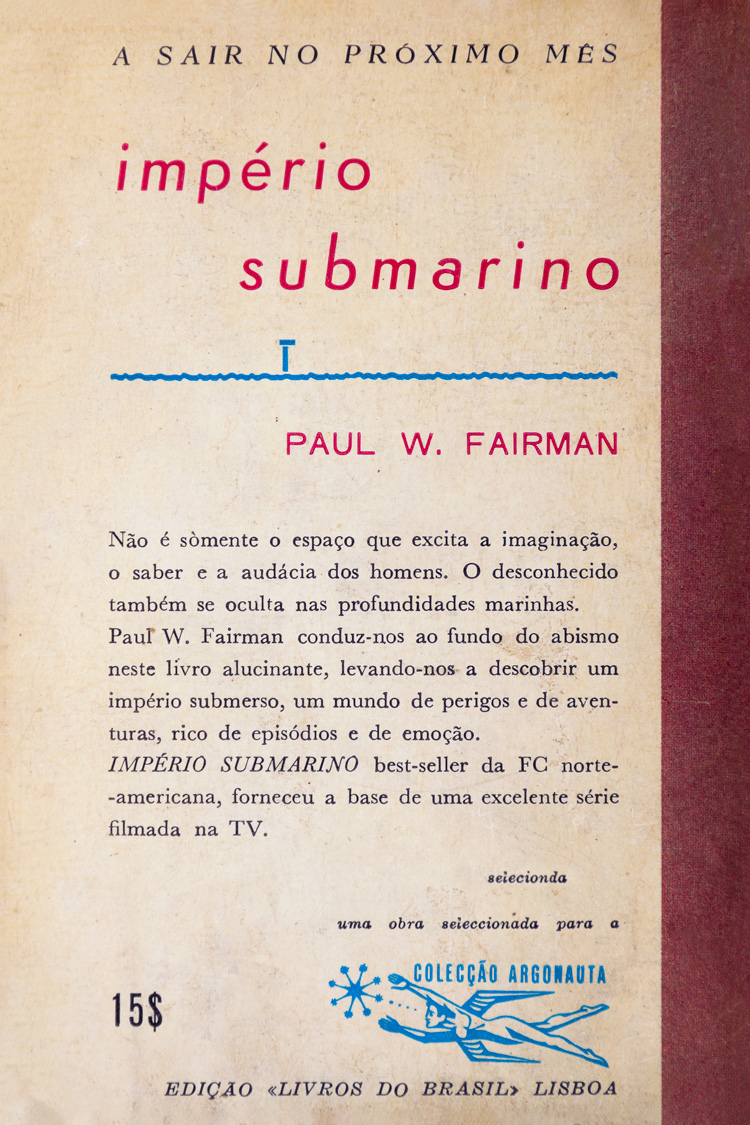 A SAIR NO PRÓXIMO MÊS
império
submarino
PAUL W. FAIRMAN
Não é sòmente o espaço que excita a imaginação,
o saber e a audácia dos homens. O desconhecido
também se oculta nas profundidades marinhas.
Paul W. Fairman conduz-nos ao fundo do abismo
neste livro alucinante, levando-nos a descobrir um
império submerso, um mundo de perigos e de aven-
turas, rico de episódios e de emoção.
IMPÉRIO SUBMARINO best-seller da FC norte-
-americana, forneceu a base de uma excelente série
filmada na TV.
selecionda
uma obra seleccionada para a
COLECÇÃO ARGONAUTA
15$
EDIÇÃO «LIVROS DO BRASIL» LISBOA